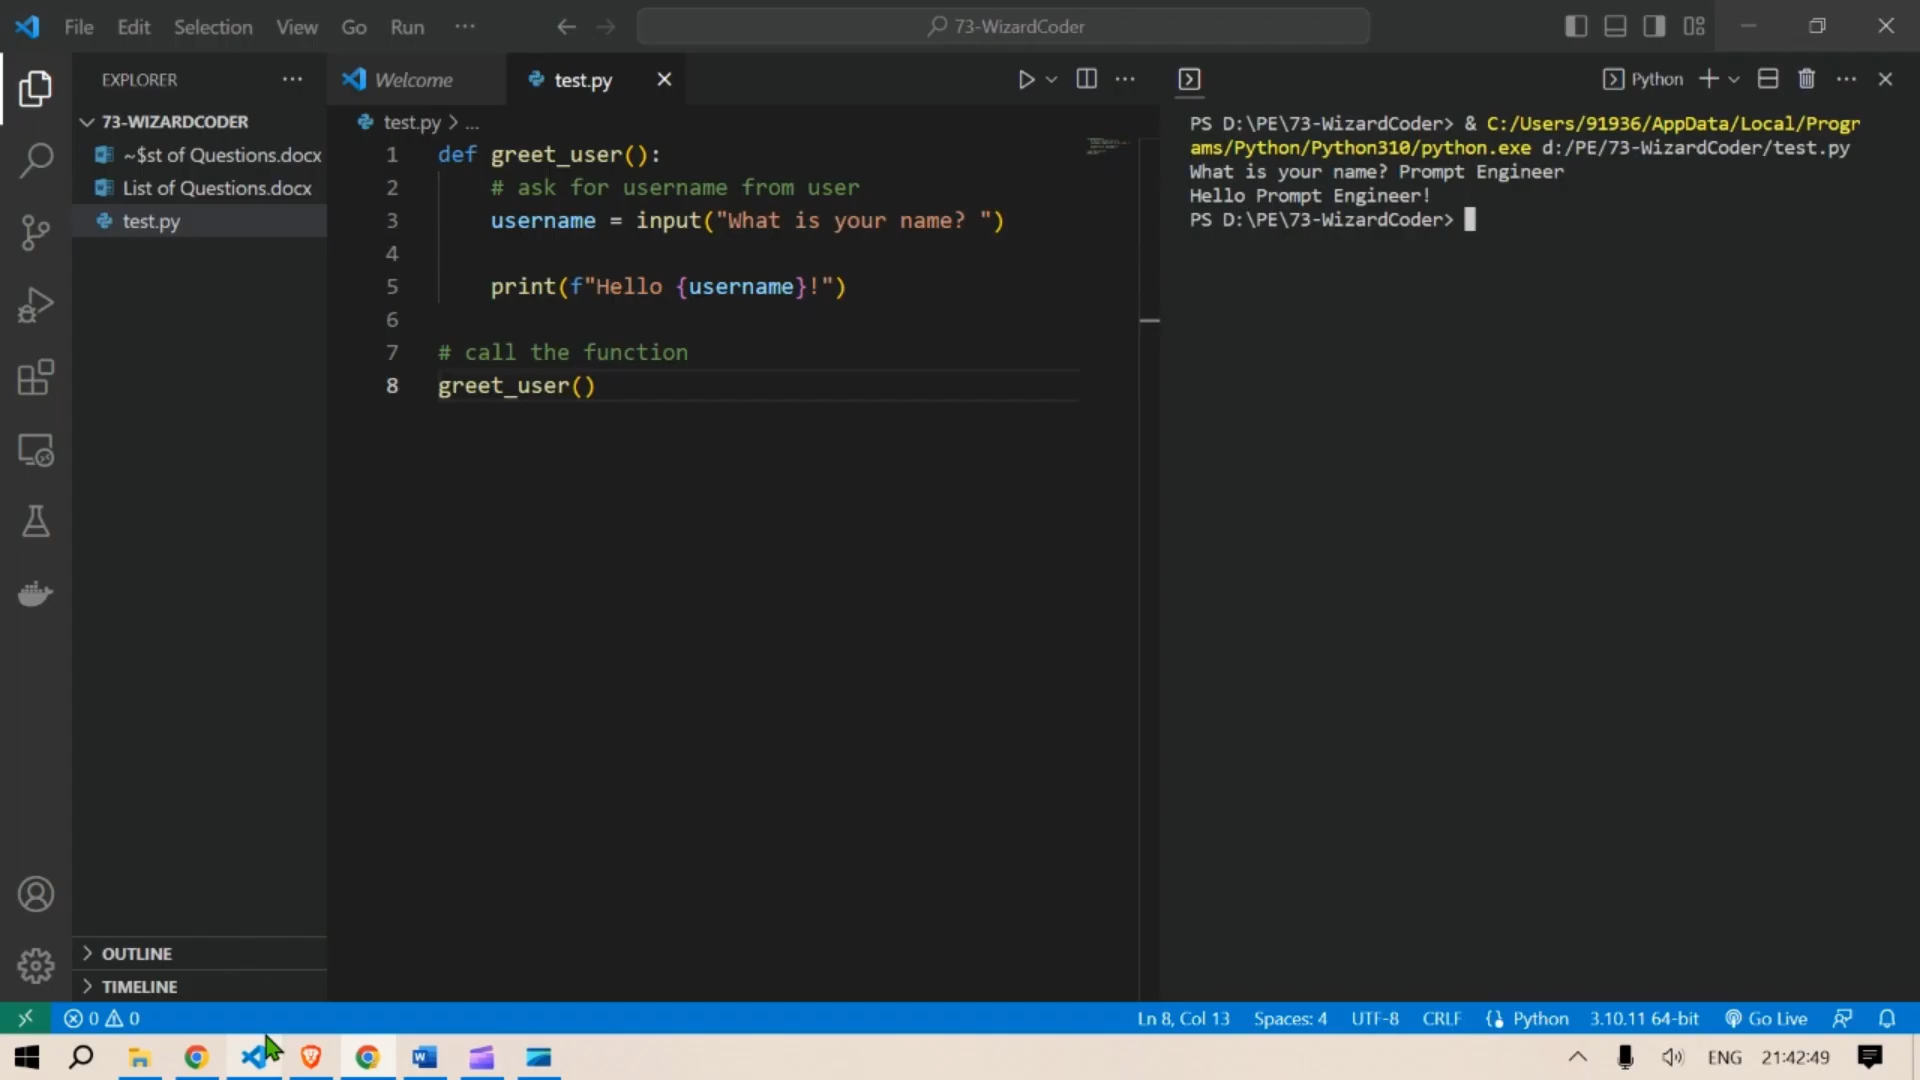 File Edit Selection View Go Run ... 73-WizardCoder
EXPLORER ...
73-WIZARDCODER
~$st of Questions.docx
List of Questions.docx
test.py
OUTLINE
TIMELINE
Welcome test.py
test.py > ...
1 def greet_user():
2 # ask for username from user
3 username = input("What is your name? ")
4
5 print(f"Hello {username}!")
6
7 # call the function
8 greet_user()
Python
PS D:\PE\73-WizardCoder> & C:/Users/91936/AppData/Local/Progr
ams/Python/Python310/python.exe d:/PE/73-WizardCoder/test.py
What is your name? Prompt Engineer
Hello Prompt Engineer!
PS D:\PE\73-WizardCoder>
0 0 Ln 8, Col 13 Spaces: 4 UTF-8 CRLF Python 3.10.11 64-bit Go Live
ENG 21:42:49